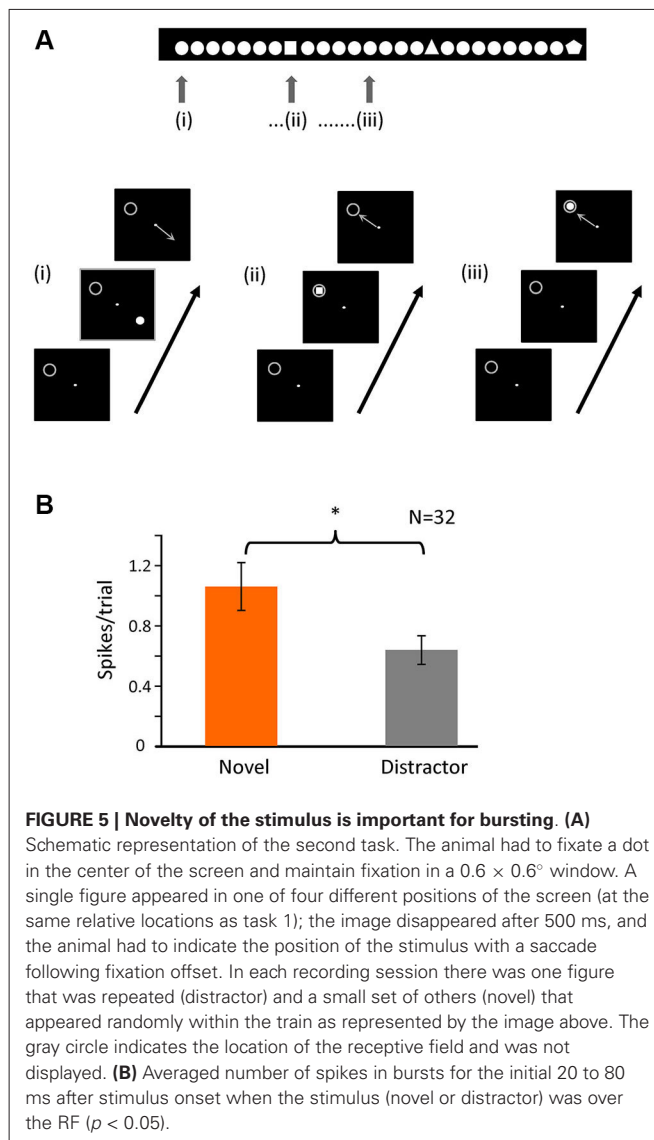 A
(i)
...(ii)
.......(iii)
(i)
(ii)
(iii)
B
*
N=32
Spikes/trial
1.2
0.8
0.4
0
Novel
Distractor
FIGURE 5 | Novelty of the stimulus is important for bursting. (A)
Schematic representation of the second task. The animal had to fixate a dot
in the center of the screen and maintain fixation in a 0.6 × 0.6° window. A
single figure appeared in one of four different positions of the screen (at the
same relative locations as task 1); the image disappeared after 500 ms, and
the animal had to indicate the position of the stimulus with a saccade
following fixation offset. In each recording session there was one figure
that was repeated (distractor) and a small set of others (novel) that
appeared randomly within the train as represented by the image above. The
gray circle indicates the location of the receptive field and was not
displayed. (B) Averaged number of spikes in bursts for the initial 20 to 80
ms after stimulus onset when the stimulus (novel or distractor) was over
the RF (p < 0.05).